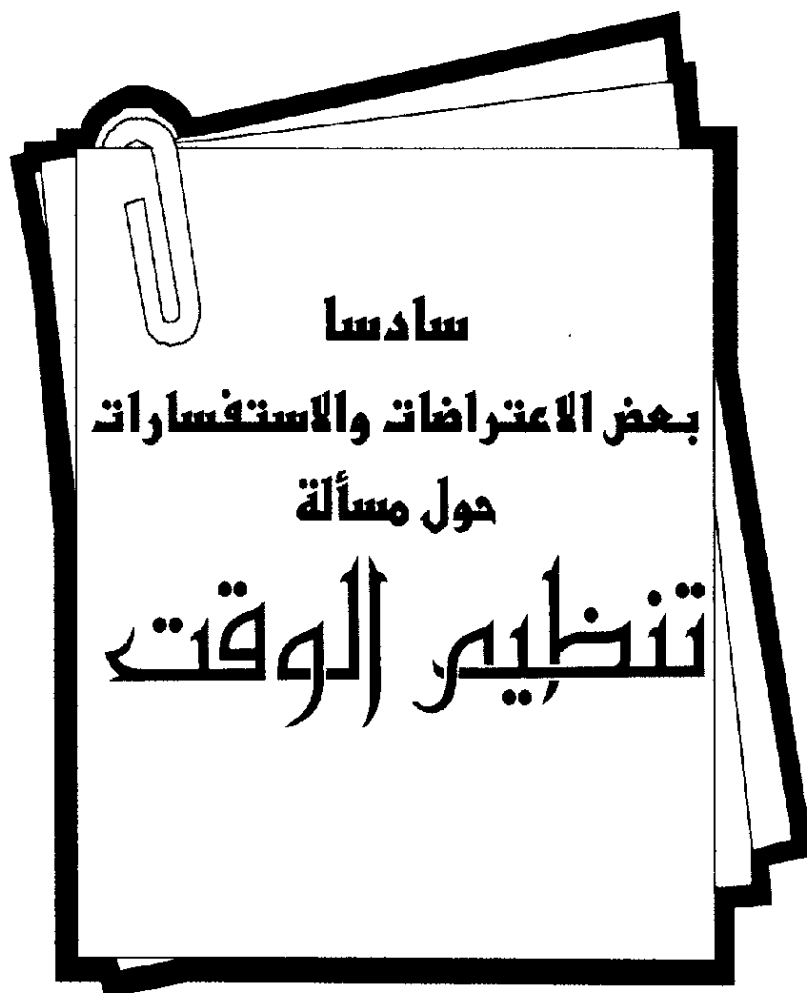 سادسا
بعض الاعتراضات والاستفسارات
حول مسألة
تنظيم الوقت